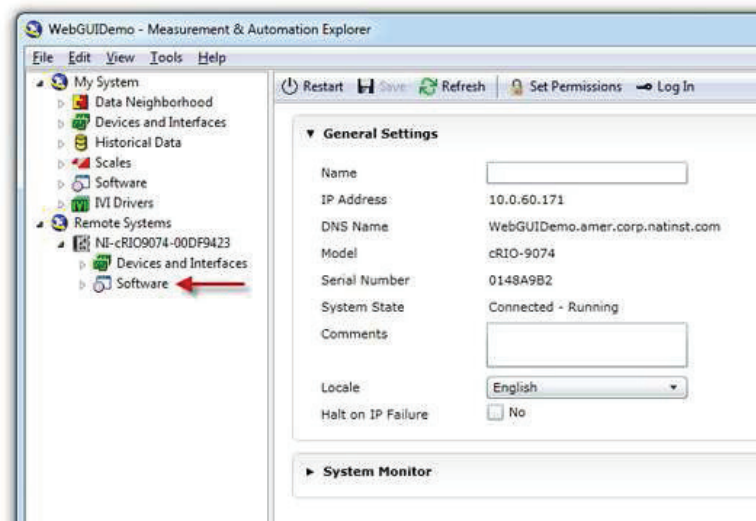 WebGUIDemo - Measurement & Automation Explorer
File Edit View Tools Help
My System
Data Neighborhood
Devices and Interfaces
Historical Data
Scales
Software
IVI Drivers
Remote Systems
NI-cRIO9074-00DF9423
Devices and Interfaces
Software
Restart Save Refresh Set Permissions Log In
General Settings
Name
IP Address 10.0.60.171
DNS Name WebGUIDemo.amer.corp.natinst.com
Model cRIO-9074
Serial Number 0148A9B2
System State Connected - Running
Comments
Locale English
Halt on IP Failure No
System Monitor